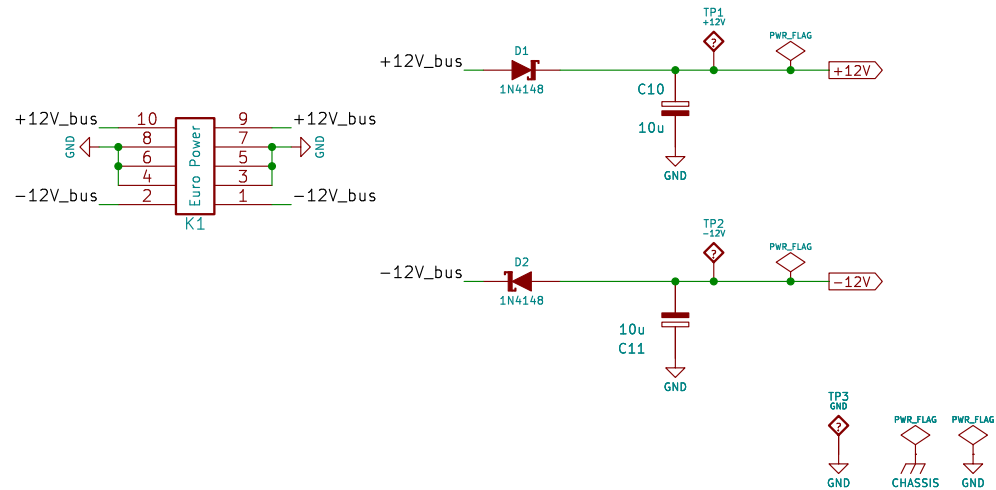 TP1
+12V
PWR_FLAG
+12V_bus
D1
1N4148
+12V
C10
10u
GND
+12V_bus
10
9
+12V_bus
GND
8
7
GND
6
5
4
3
-12V_bus
2
1
-12V_bus
Euro Power
K1
TP2
-12V
PWR_FLAG
-12V_bus
D2
1N4148
-12V
10u
C11
GND
TP3
GND
?
?
?
GND
PWR_FLAG
CHASSIS
PWR_FLAG
GND